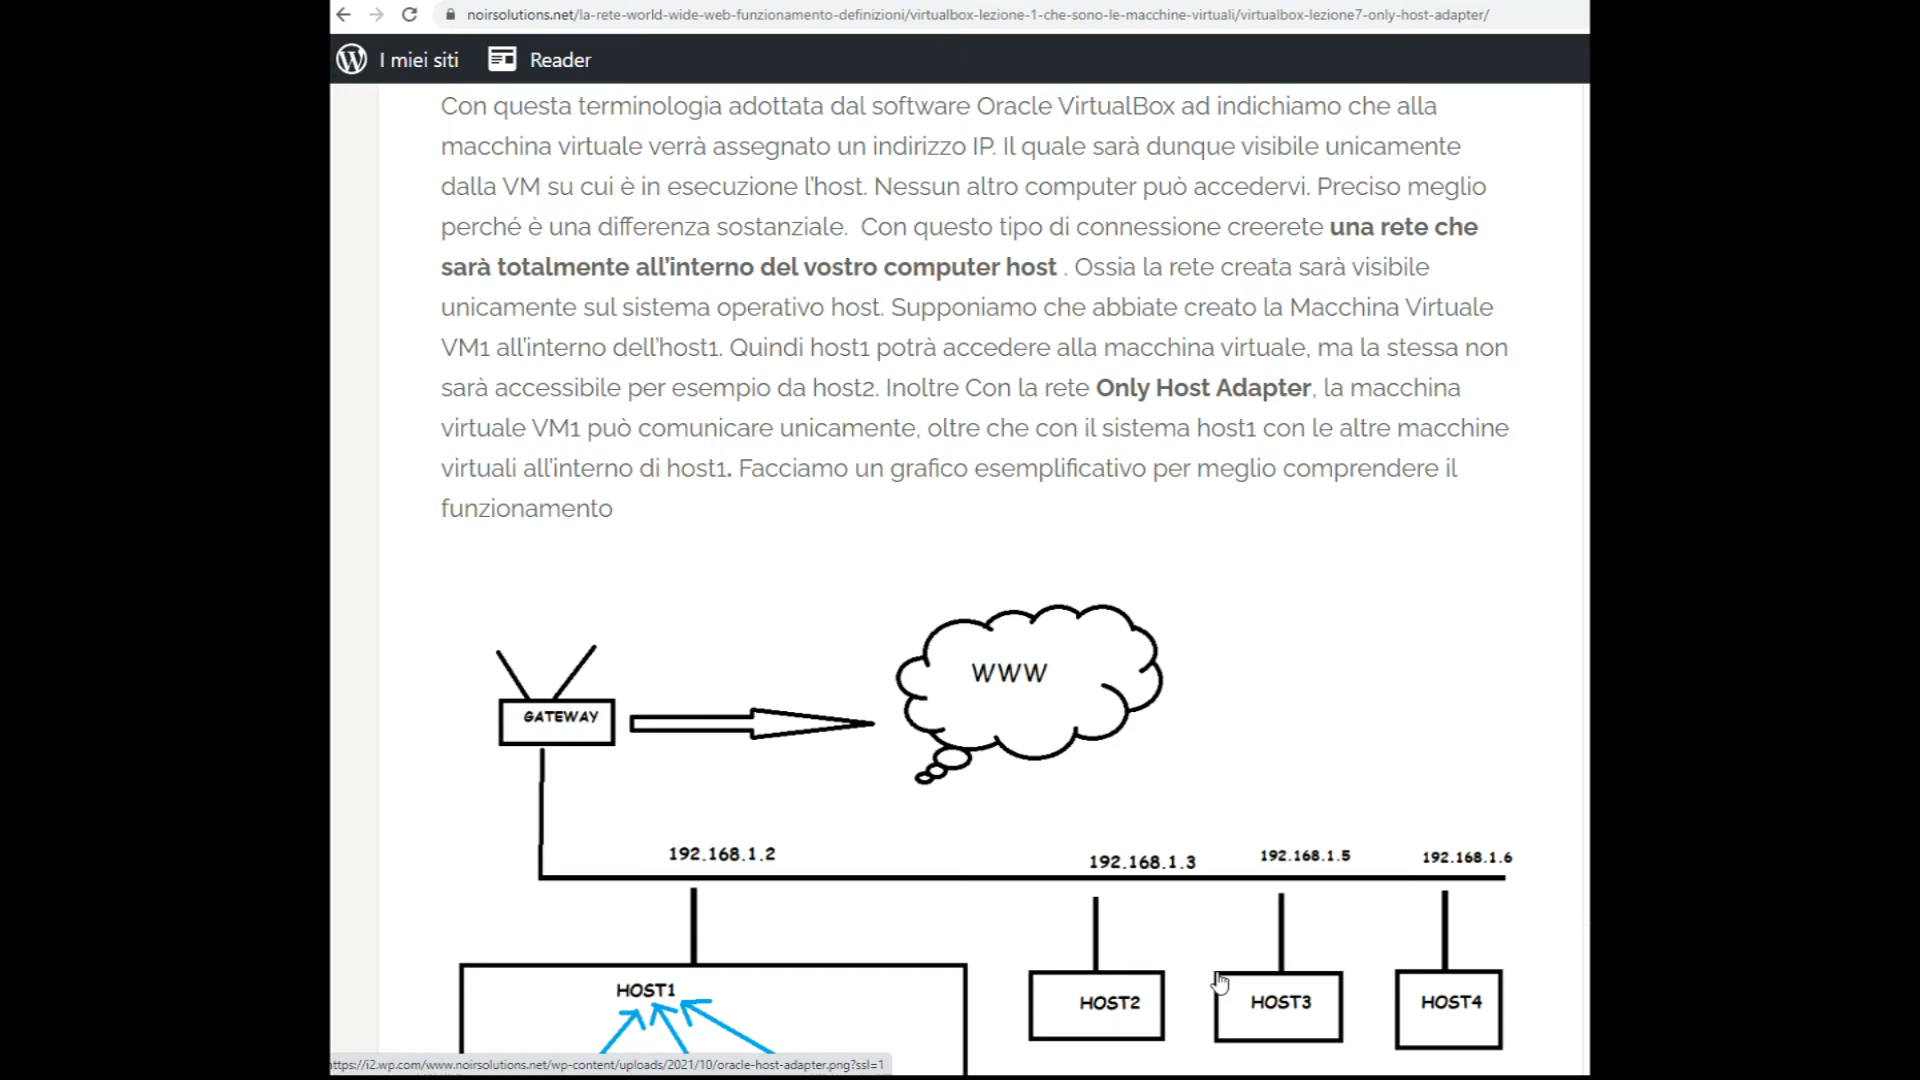 noirsolutions.net/la-rete-world-wide-web-funzionamento-definizioni/virtualbox-lezione-1-che-sono-le-macchine-virtuali/virtualbox-lezione7-only-host-adapter/
I miei siti
Reader
Con questa terminologia adottata dal software Oracle VirtualBox ad indichiamo che alla
macchina virtuale verrà assegnato un indirizzo IP. Il quale sarà dunque visibile unicamente
dalla VM su cui è in esecuzione l'host. Nessun altro computer può accedervi. Preciso meglio
perché è una differenza sostanziale. Con questo tipo di connessione creerete una rete che
sarà totalmente all'interno del vostro computer host . Ossia la rete creata sarà visibile
unicamente sul sistema operativo host. Supponiamo che abbiate creato la Macchina Virtuale
VM1 all'interno dell'host1. Quindi host1 potrà accedere alla macchina virtuale, ma la stessa non
sarà accessibile per esempio da host2. Inoltre Con la rete Only Host Adapter, la macchina
virtuale VM1 può comunicare unicamente, oltre che con il sistema host1 con le altre macchine
virtuali all'interno di host1. Facciamo un grafico esemplificativo per meglio comprendere il
funzionamento
WWW
GATEWAY
192.168.1.2
192.168.1.3
192.168.1.5
192.168.1.6
HOST1
HOST2
HOST3
HOST4
ttps://i2.wp.com/www.noirsolutions.net/wp-content/uploads/2021/10/oracle-host-adapter.png?ssl=1